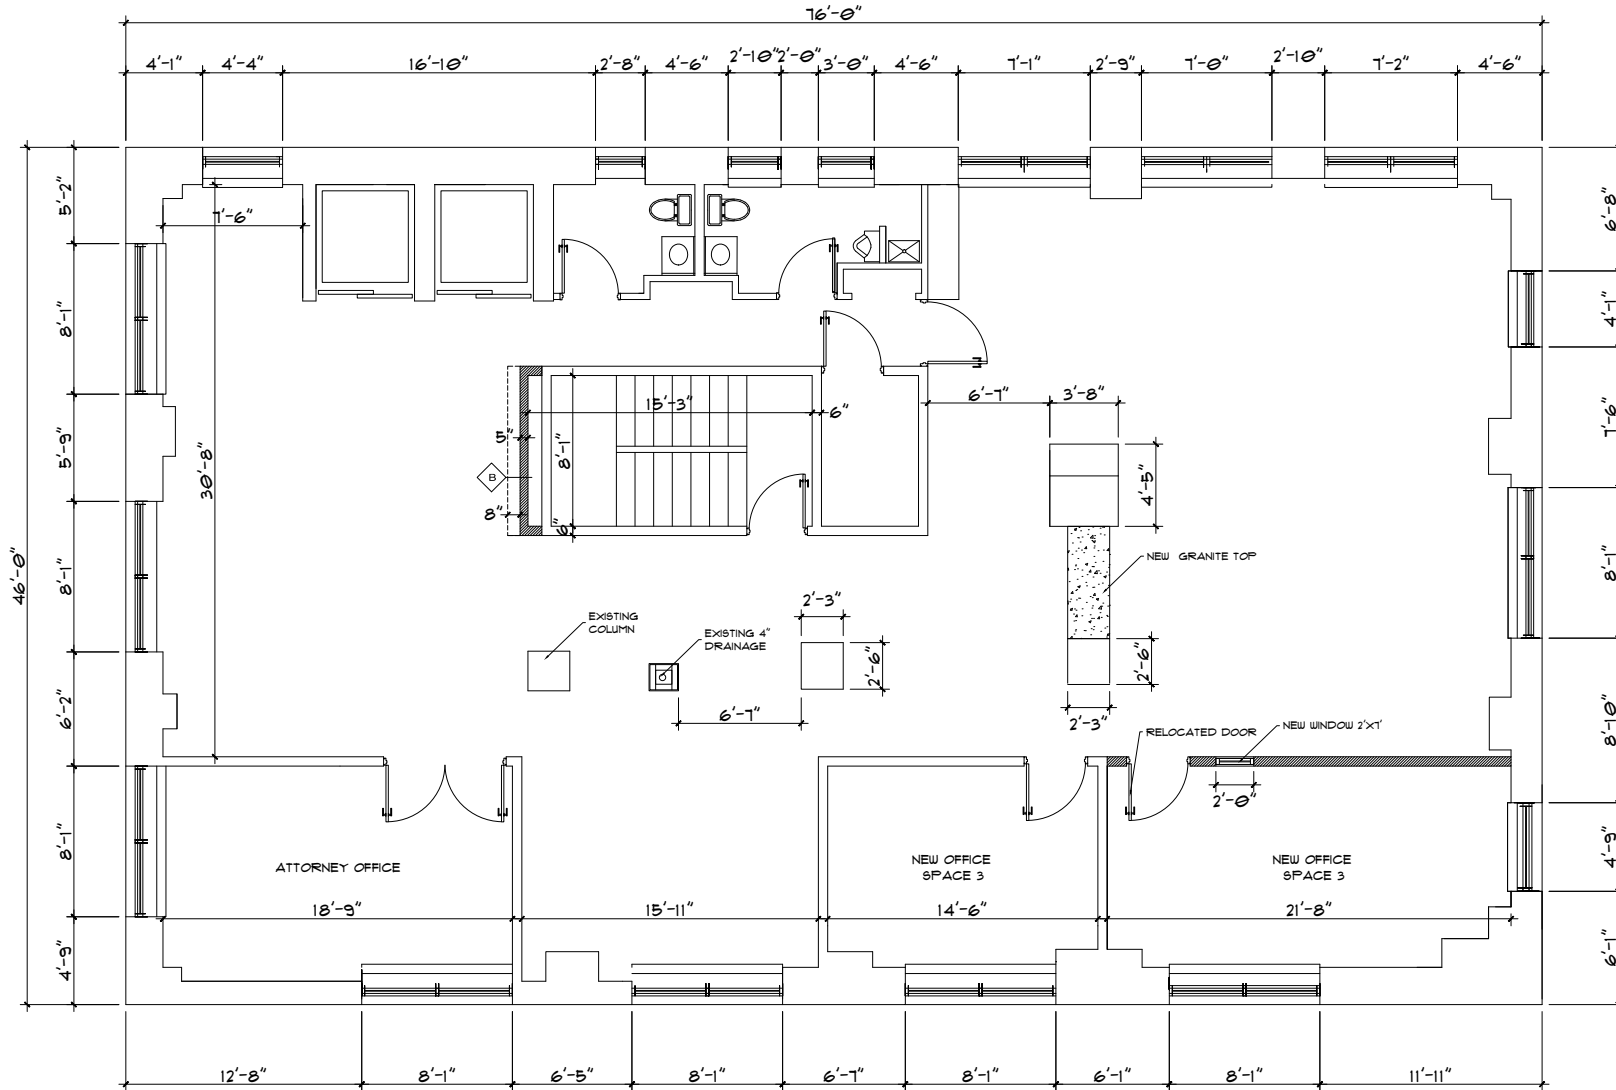 76'-0"
4'-1" 4'-4" 16'-10" 2'-8" 4'-6" 2'-10" 2'-0" 3'-0" 4'-6" 7'-1" 2'-9" 7'-0" 2'-10" 7'-2" 4'-6"
46'-0"
5'-2"
8'-1"
5'-9"
8'-1"
6'-2"
8'-1"
4'-9"
7'-6"
30'-8"
15'-3"
6"
5"
8'-1"
B
8"
6"
6'-7" 3'-8"
4'-5"
NEW GRANITE TOP
2'-3"
2'-6"
EXISTING
COLUMN
EXISTING 4"
DRAINAGE
2'-6"
6'-7"
2'-3"
RELOCATED DOOR
NEW WINDOW 2'X7'
2'-0"
ATTORNEY OFFICE
NEW OFFICE
SPACE 3
NEW OFFICE
SPACE 3
18'-9" 15'-11" 14'-6" 21'-8"
6'-8"
4'-1"
7'-6"
8'-1"
8'-10"
4'-9"
6'-1"
12'-8" 8'-1" 6'-5" 8'-1" 6'-7" 8'-1" 6'-1" 8'-1" 11'-11"